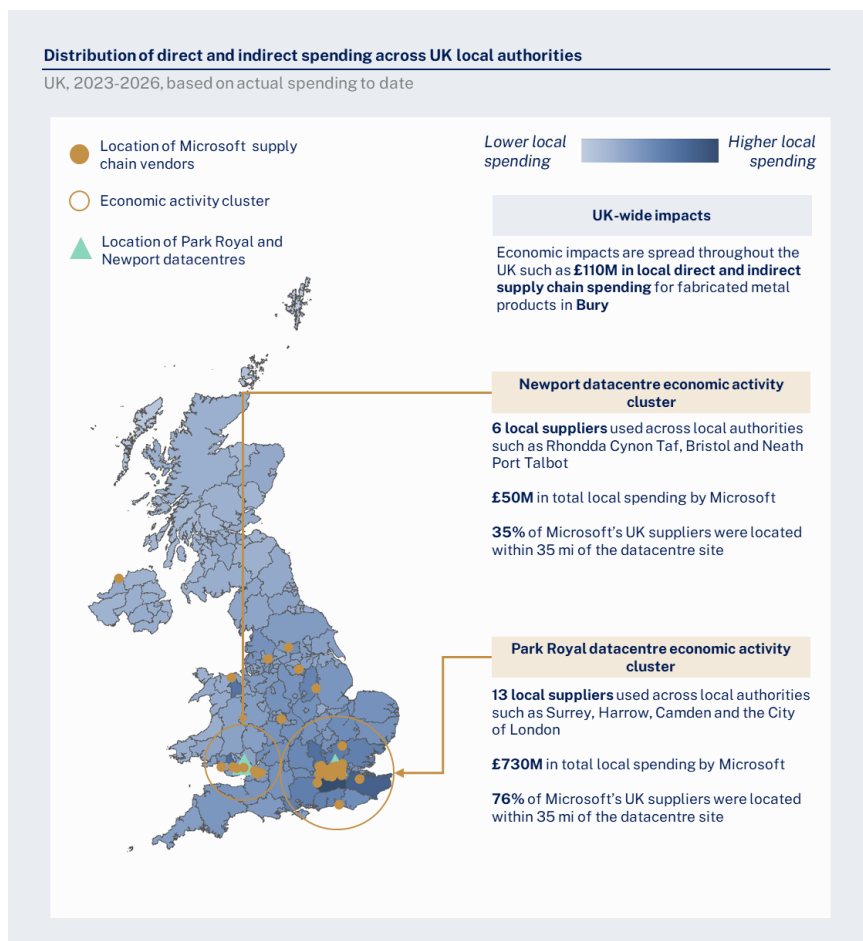 Distribution of direct and indirect spending across UK local authorities
UK, 2023-2026, based on actual spending to date
Location of Microsoft supply
chain vendors
Economic activity cluster
Location of Park Royal and
Newport datacentres
Lower local
spending
Higher local
spending
UK-wide impacts
Economic impacts are spread throughout the
UK such as £110M in local direct and indirect
supply chain spending for fabricated metal
products in Bury
Newport datacentre economic activity
cluster
6 local suppliers used across local authorities
such as Rhondda Cynon Taf, Bristol and Neath
Port Talbot
£50M in total local spending by Microsoft
35% of Microsoft's UK suppliers were located
within 35 mi of the datacentre site
Park Royal datacentre economic activity
cluster
13 local suppliers used across local authorities
such as Surrey, Harrow, Camden and the City
of London
£730M in total local spending by Microsoft
76% of Microsoft's UK suppliers were located
within 35 mi of the datacentre site